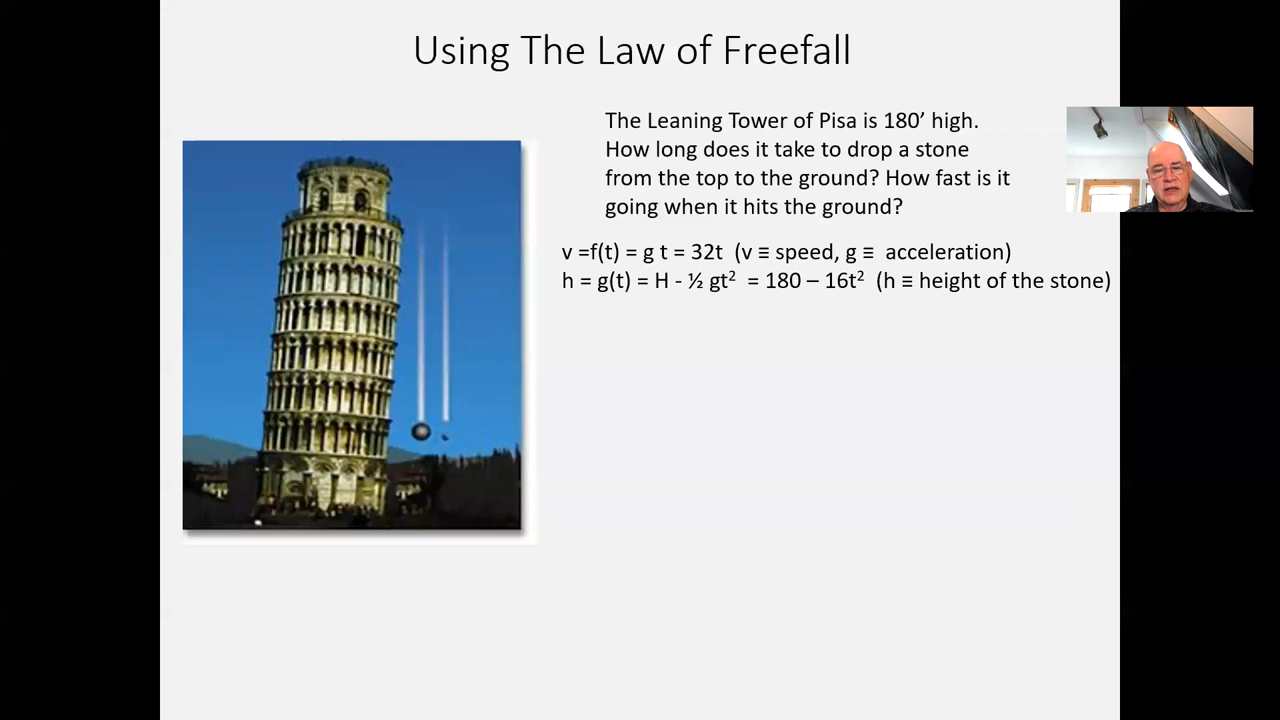 Using The Law of Freefall
The Leaning Tower of Pisa is 180’ high.
How long does it take to drop a stone
from the top to the ground? How fast is it
going when it hits the ground?
v =f(t) = g t = 32t (v ≡ speed, g ≡ acceleration)
h = g(t) = H - ½ gt² = 180 – 16t² (h ≡ height of the stone)